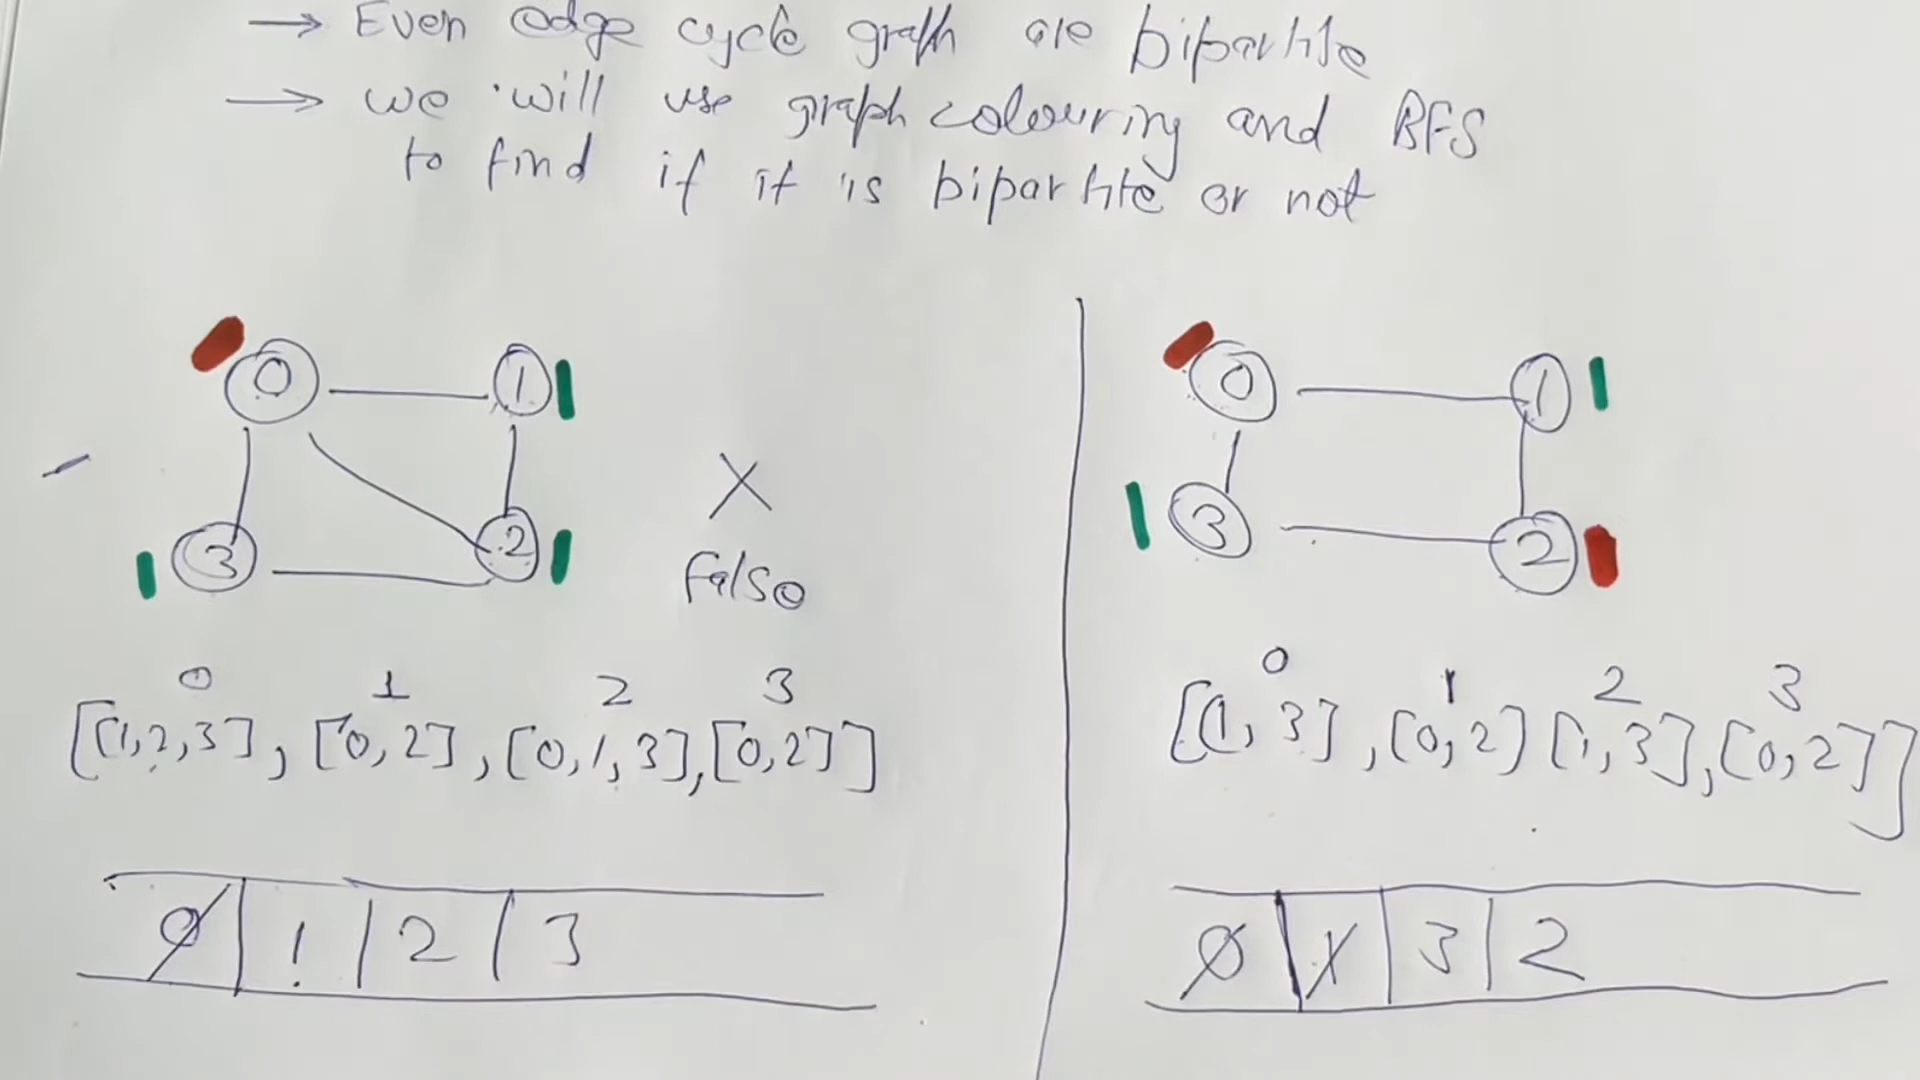 → Even edge cycle graph are bipartite
→ we will use graph colouring and BFS
to find if it is bipartite or not
0 1
3 2
X
False
0 1 2 3
[[1,2,3], [0,2], [0,1,3], [0,2]]
0 1 2 3
0 1
3 2
0 1 2 3
[[1,3], [0,2] [1,3], [0,2]]
0 1 3 2